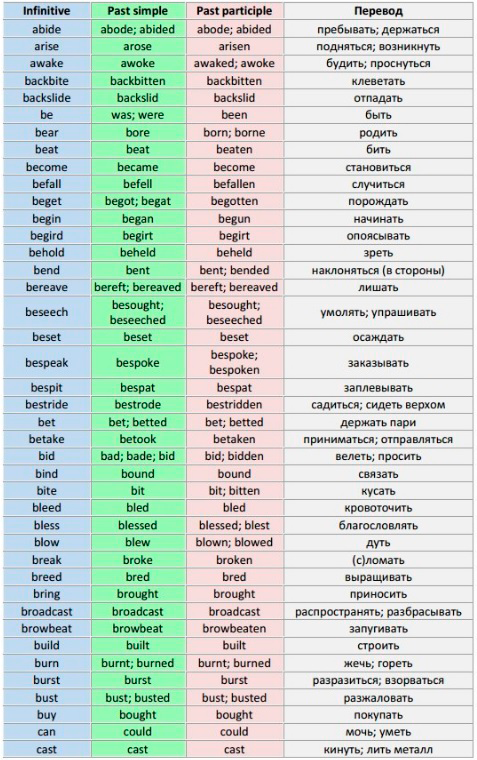 Infinitive Past simple Past participle Перевод
abide abode; abided abode; abided пребывать; держаться
arise arose arisen подняться; возникнуть
awake awoke awaked; awoke будить; проснуться
backbite backbitten backbitten клеветать
backslide backslid backslid отпадать
be was; were been быть
bear bore born; borne родить
beat beat beaten бить
become became become становиться
befall befell befallen случиться
beget begot; begat begotten порождать
begin began begun начинать
begird begirt begirt опоясывать
behold beheld beheld зреть
bend bent bent; bended наклоняться (в стороны)
bereave bereft; bereaved bereft; bereaved лишать
beseech besought; beseeched besought; beseeched умолять; упрашивать
beset beset beset осаждать
bespeak bespoke bespoke; bespoken заказывать
bespit bespat bespat заплевывать
bestride bestrode bestridden садиться; сидеть верхом
bet bet; betted bet; betted держать пари
betake betook betaken приниматься; отправляться
bid bad; bade; bid bid; bidden велеть; просить
bind bound bound связать
bite bit bit; bitten кусать
bleed bled bled кровоточить
bless blessed blessed; blest благословлять
blow blew blown; blowed дуть
break broke broken (с)ломать
breed bred bred выращивать
bring brought brought приносить
broadcast broadcast broadcast распространять; разбрасывать
browbeat browbeat browbeaten запугивать
build built built строить
burn burnt; burned burnt; burned жечь; гореть
burst burst burst разразиться; взорваться
bust bust; busted bust; busted разжаловать
buy bought bought покупать
can could could мочь; уметь
cast cast cast кинуть; лить металл